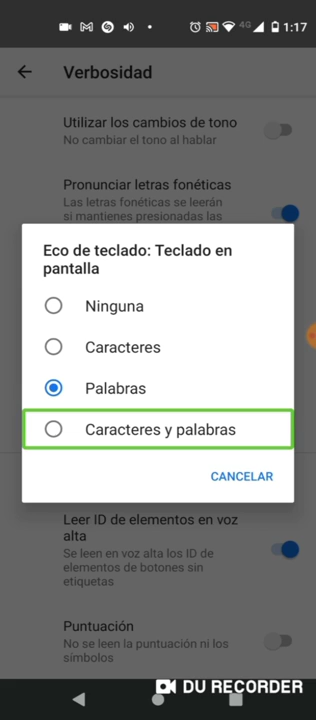 4G 1:17
Verbosidad
Utilizar los cambios de tono
No cambiar el tono al hablar
Pronunciar letras fonéticas
Las letras fonéticas se leerán
si mantienes presionadas las
Eco de teclado: Teclado en
pantalla
Ninguna
Caracteres
Palabras
Caracteres y palabras
CANCELAR
Leer ID de elementos en voz
alta
Se leen en voz alta los ID de
elementos de botones sin
etiquetas
Puntuación
No se leen la puntuación ni los
símbolos
DU RECORDER